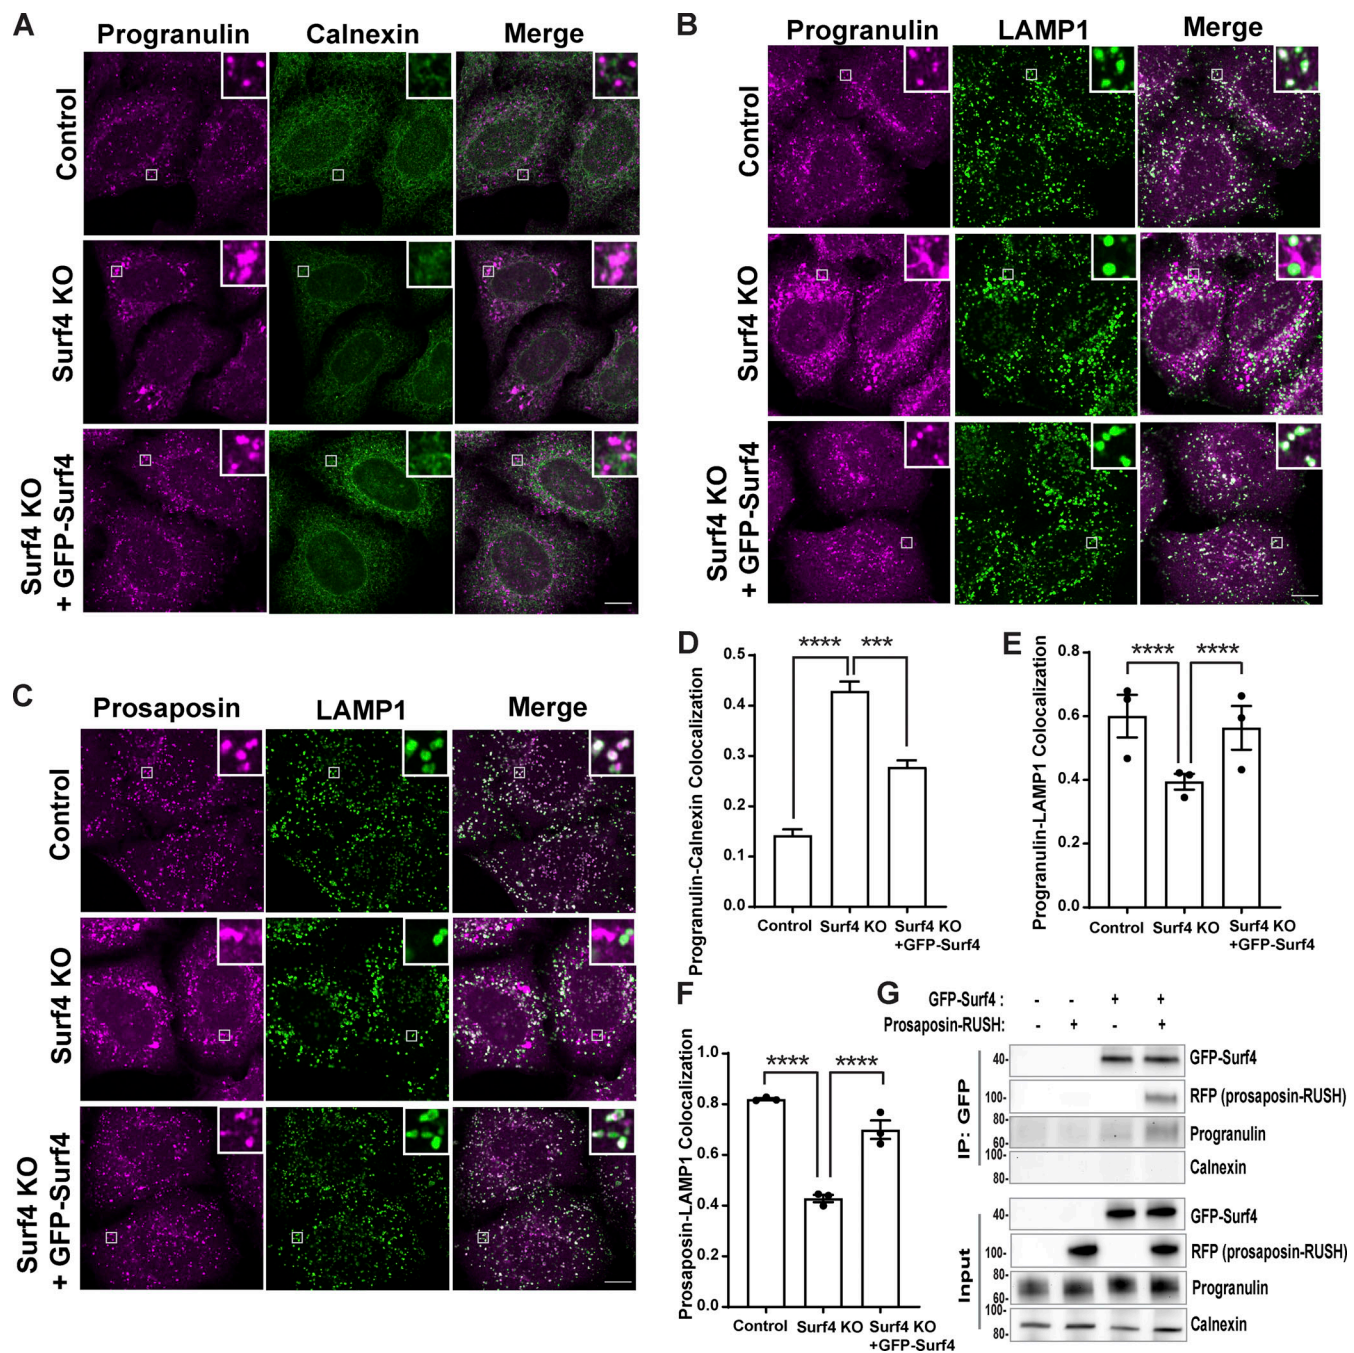 A
Progranulin Calnexin Merge
Control
Surf4 KO
Surf4 KO
+ GFP-Surf4
B
Progranulin LAMP1 Merge
Control
Surf4 KO
Surf4 KO
+ GFP-Surf4
C
Prosaposin LAMP1 Merge
Control
Surf4 KO
Surf4 KO
+ GFP-Surf4
D
Progranulin-Calnexin Colocalization
0.5
0.4
0.3
0.2
0.1
0.0
**** ***
Control Surf4 KO Surf4 KO
+GFP-Surf4
E
Progranulin-LAMP1 Colocalization
0.8
0.6
0.4
0.2
0.0
**** ****
Control Surf4 KO Surf4 KO
+GFP-Surf4
F
Prosaposin-LAMP1 Colocalization
1.0
0.8
0.6
0.4
0.2
0.0
**** ****
Control Surf4 KO Surf4 KO
+GFP-Surf4
G
GFP-Surf4 : - - + +
Prosaposin-RUSH: - + - +
IP: GFP
40- GFP-Surf4
100- RFP (prosaposin-RUSH)
80-
60-
Progranulin
100-
80-
Calnexin
Input
40- GFP-Surf4
100- RFP (prosaposin-RUSH)
80-
60-
Progranulin
100-
80-
Calnexin